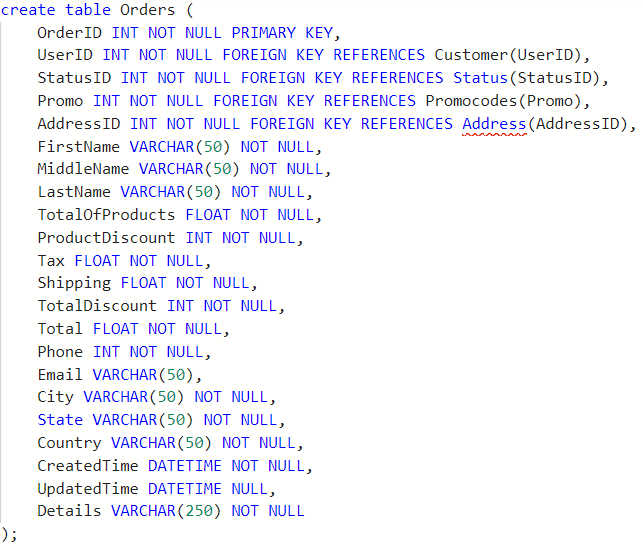 create table Orders (
OrderID INT NOT NULL PRIMARY KEY,
UserID INT NOT NULL FOREIGN KEY REFERENCES Customer(UserID),
StatusID INT NOT NULL FOREIGN KEY REFERENCES Status(StatusID),
Promo INT NOT NULL FOREIGN KEY REFERENCES Promocodes(Promo),
AddressID INT NOT NULL FOREIGN KEY REFERENCES Address(AddressID),
FirstName VARCHAR(50) NOT NULL,
MiddleName VARCHAR(50) NOT NULL,
LastName VARCHAR(50) NOT NULL,
TotalOfProducts FLOAT NOT NULL,
ProductDiscount INT NOT NULL,
Tax FLOAT NOT NULL,
Shipping FLOAT NOT NULL,
TotalDiscount INT NOT NULL,
Total FLOAT NOT NULL,
Phone INT NOT NULL,
Email VARCHAR(50),
City VARCHAR(50) NOT NULL,
State VARCHAR(50) NOT NULL,
Country VARCHAR(50) NOT NULL,
CreatedTime DATETIME NOT NULL,
UpdatedTime DATETIME NULL,
Details VARCHAR(250) NOT NULL
);